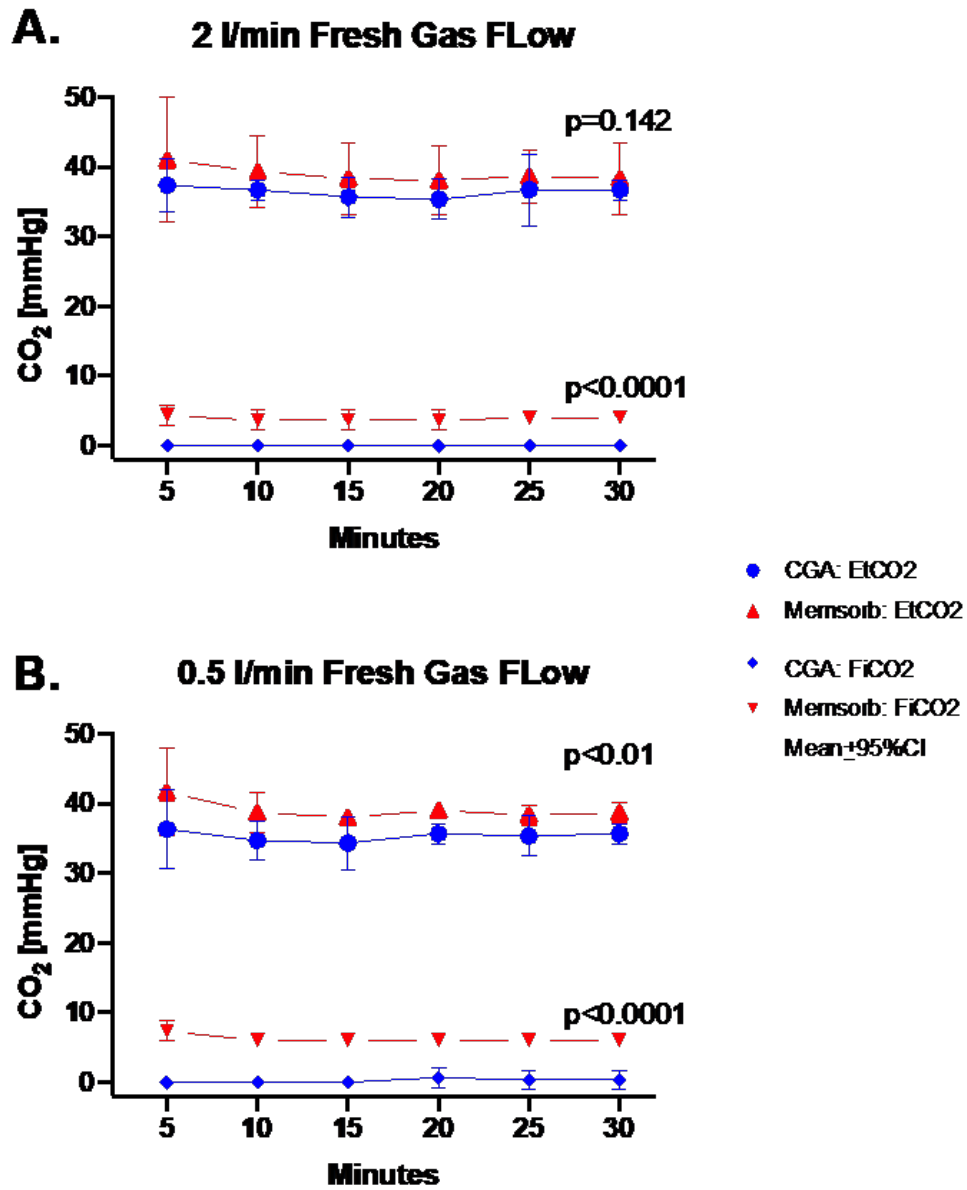 A.
2 l/min Fresh Gas FLow
50
40
30
20
10
0
CO2 [mmHg]
p=0.142
p<0.0001
5 10 15 20 25 30
Minutes
CGA: EtCO2
Memsorb: EtCO2
CGA: FiCO2
Memsorb: FiCO2
Mean±95%CI
B.
0.5 l/min Fresh Gas FLow
50
40
30
20
10
0
CO2 [mmHg]
p<0.01
p<0.0001
5 10 15 20 25 30
Minutes